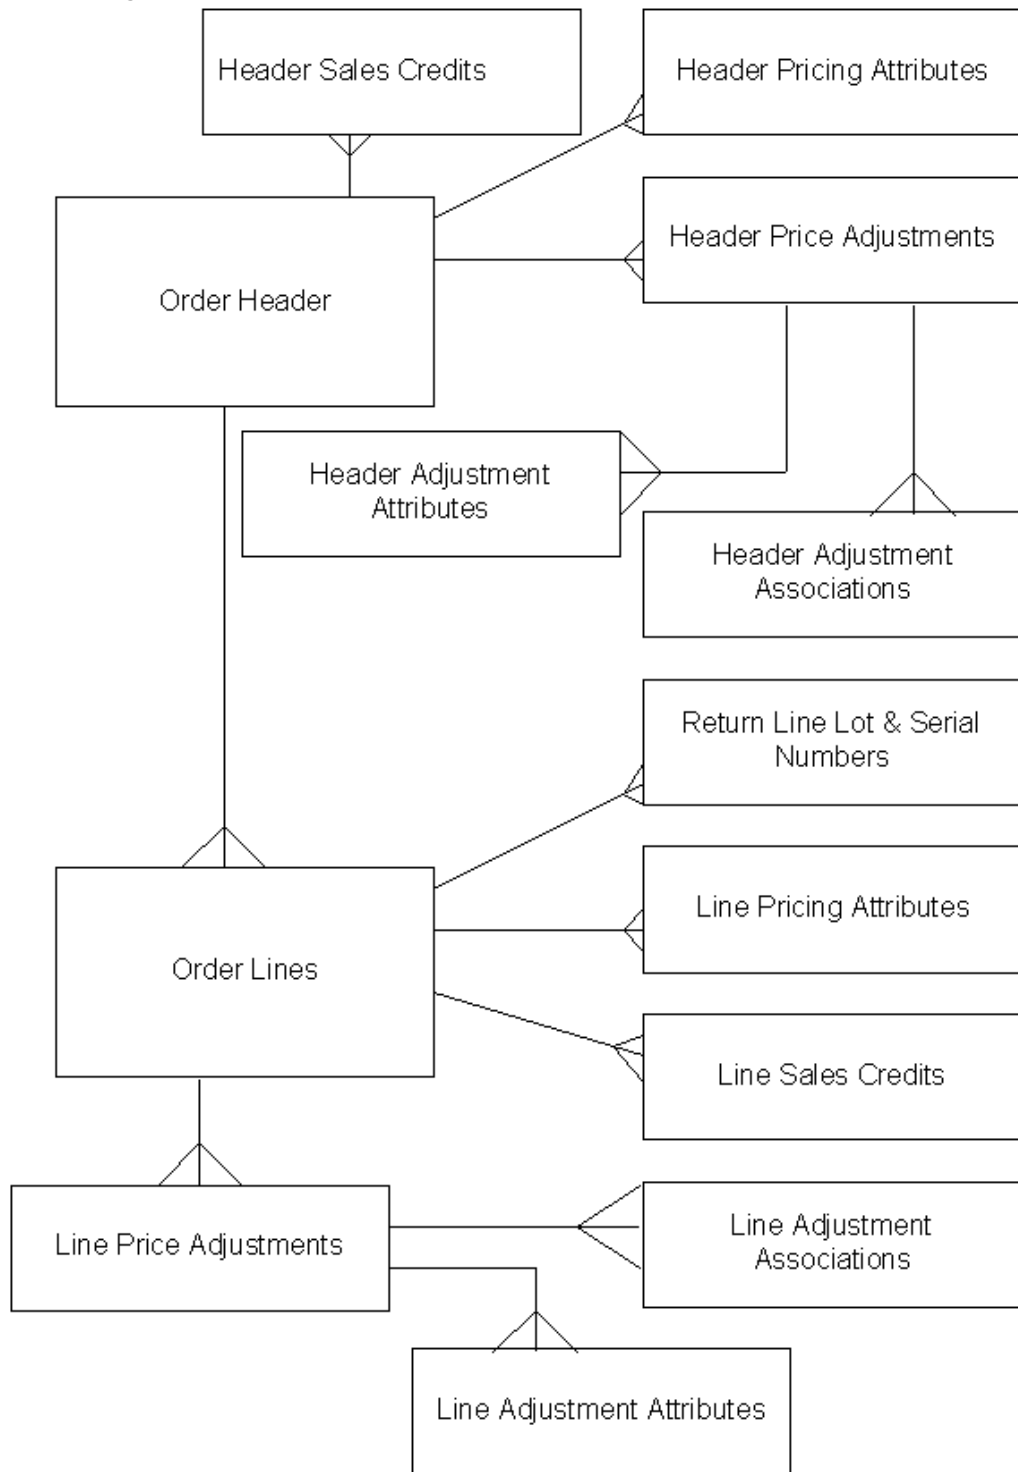 Header Sales Credits
Header Pricing Attributes
Header Price Adjustments
Order Header
Header Adjustment
Attributes
Header Adjustment
Associations
Return Line Lot & Serial
Numbers
Line Pricing Attributes
Order Lines
Line Sales Credits
Line Price Adjustments
Line Adjustment
Associations
Line Adjustment Attributes